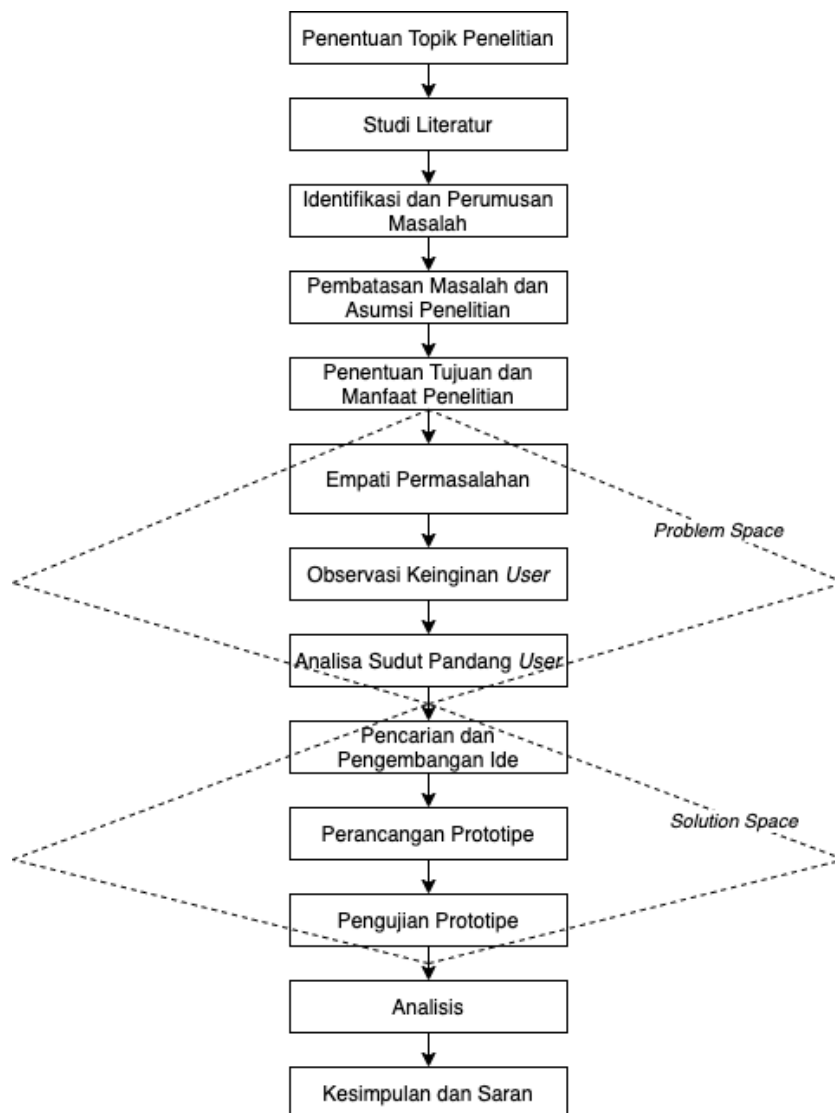 Penentuan Topik Penelitian
Studi Literatur
Identifikasi dan Perumusan
Masalah
Pembatasan Masalah dan
Asumsi Penelitian
Penentuan Tujuan dan
Manfaat Penelitian
Empati Permasalahan
Problem Space
Observasi Keinginan User
Analisa Sudut Pandang User
Pencarian dan
Pengembangan Ide
Perancangan Prototipe
Solution Space
Pengujian Prototipe
Analisis
Kesimpulan dan Saran